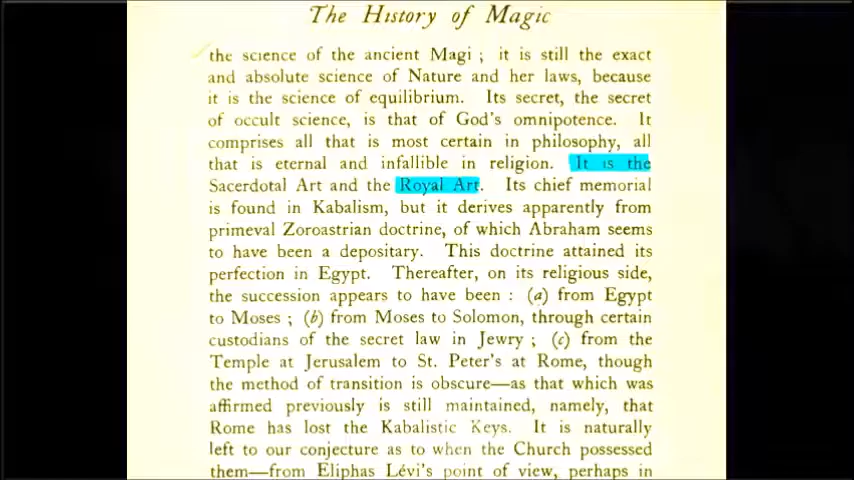 The History of Magic
the science of the ancient Magi ; it is still the exact
and absolute science of Nature and her laws, because
it is the science of equilibrium. Its secret, the secret
of occult science, is that of God's omnipotence. It
comprises all that is most certain in philosophy, all
that is eternal and infallible in religion. It is the
Sacerdotal Art and the Royal Art. Its chief memorial
is found in Kabalism, but it derives apparently from
primeval Zoroastrian doctrine, of which Abraham seems
to have been a depositary. This doctrine attained its
perfection in Egypt. Thereafter, on its religious side,
the succession appears to have been : (a) from Egypt
to Moses ; (b) from Moses to Solomon, through certain
custodians of the secret law in Jewry ; (c) from the
Temple at Jerusalem to St. Peter's at Rome, though
the method of transition is obscure—as that which was
affirmed previously is still maintained, namely, that
Rome has lost the Kabalistic Keys. It is naturally
left to our conjecture as to when the Church possessed
them—from Eliphas Lévi's point of view, perhaps in